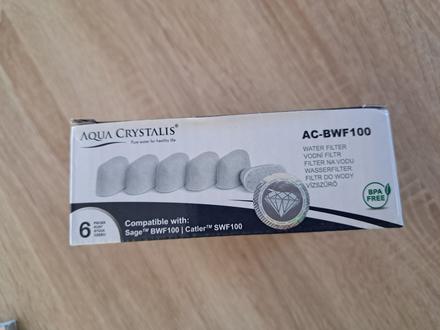 AQUA CRYSTALIS®
Pure water for healthy life
AC-BWF100
WATER FILTER
VODNÍ FILTR
FILTER NA VODU
WASSERFILTER
FILTR DO WODY
VÍZSZŰRŐ
BPA
FREE
6
Compatible with:
Sage™ BWF100 | Catler™ SWF100